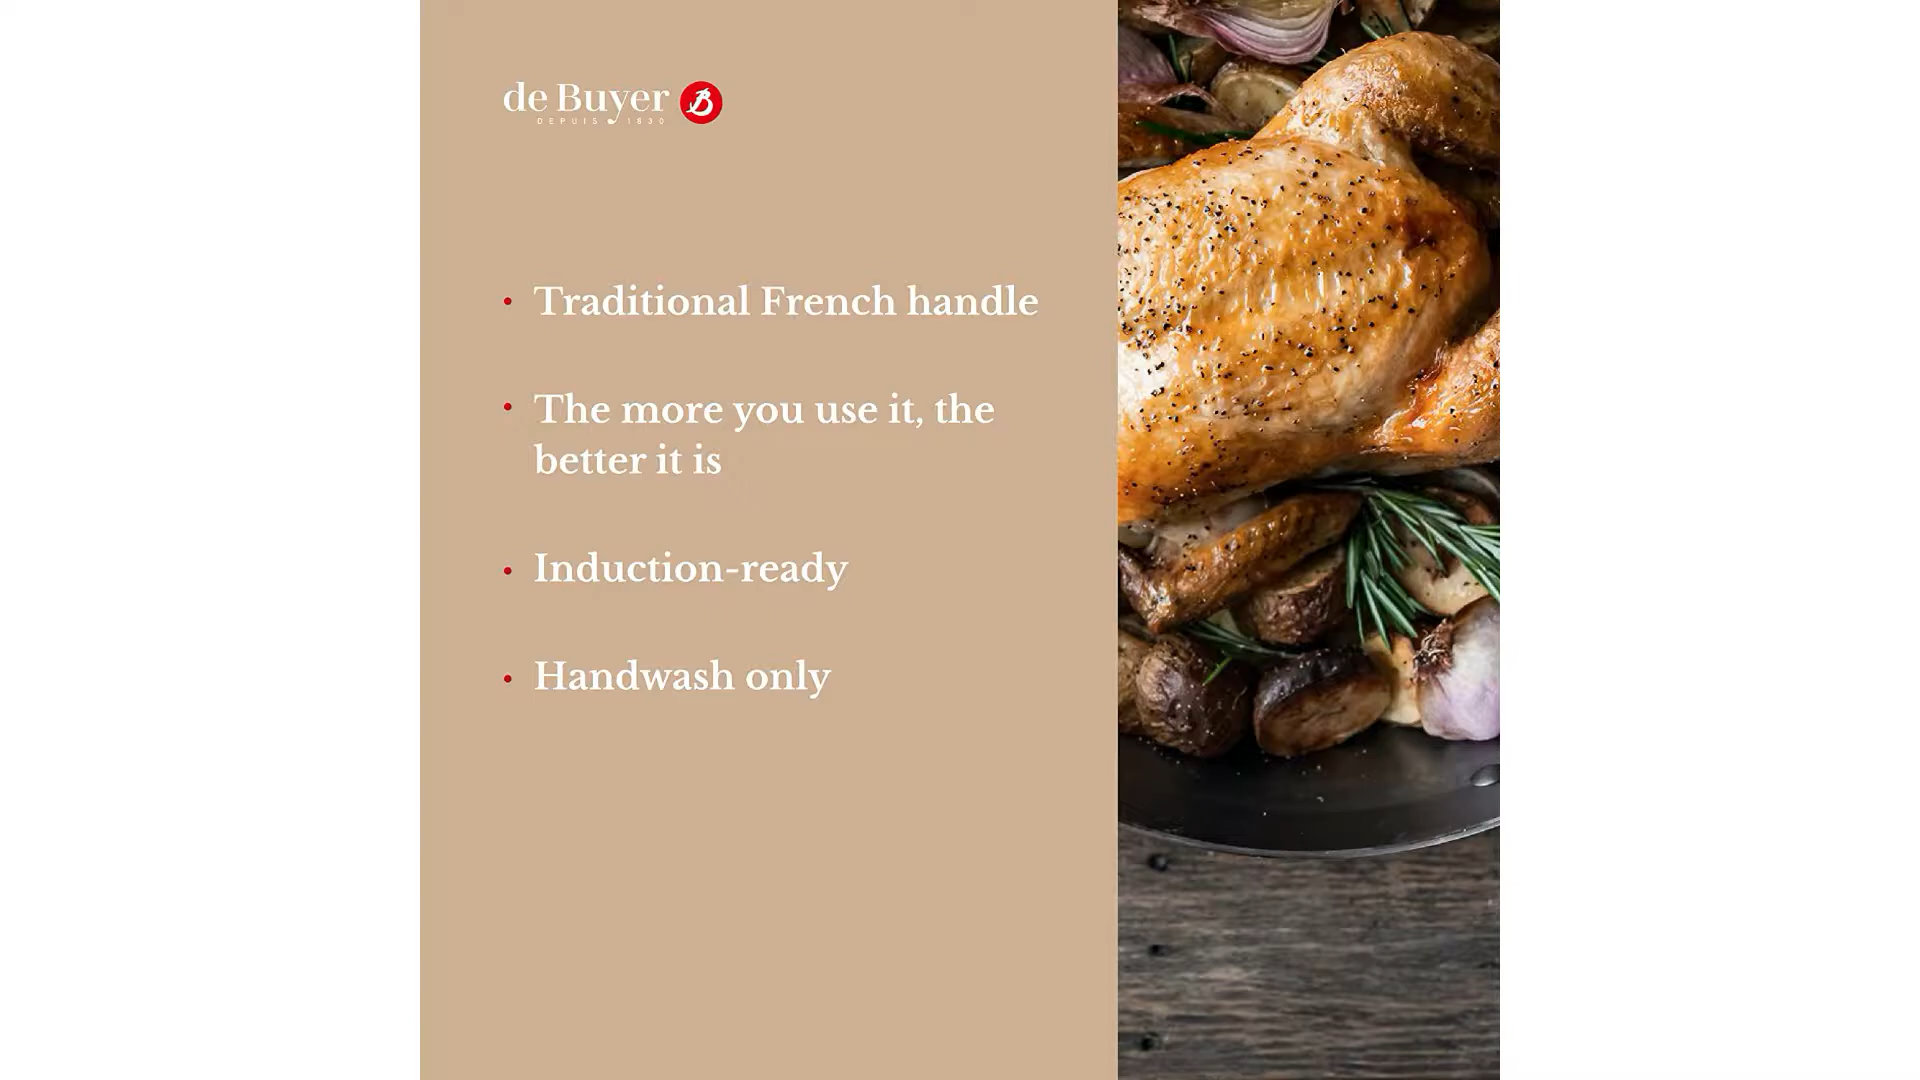 de Buyer B
DEPUIS 1830
• Traditional French handle
• The more you use it, the
better it is
• Induction-ready
• Handwash only